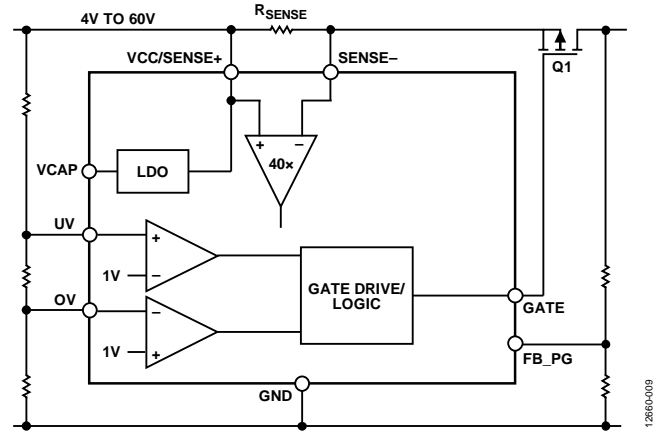 4V TO 60V
RSENSE
VCC/SENSE+
SENSE–
Q1
+
–
40×
VCAP
LDO
UV
+
1V
–
OV
–
1V
+
GATE DRIVE/
LOGIC
GATE
FB_PG
GND
12660-009